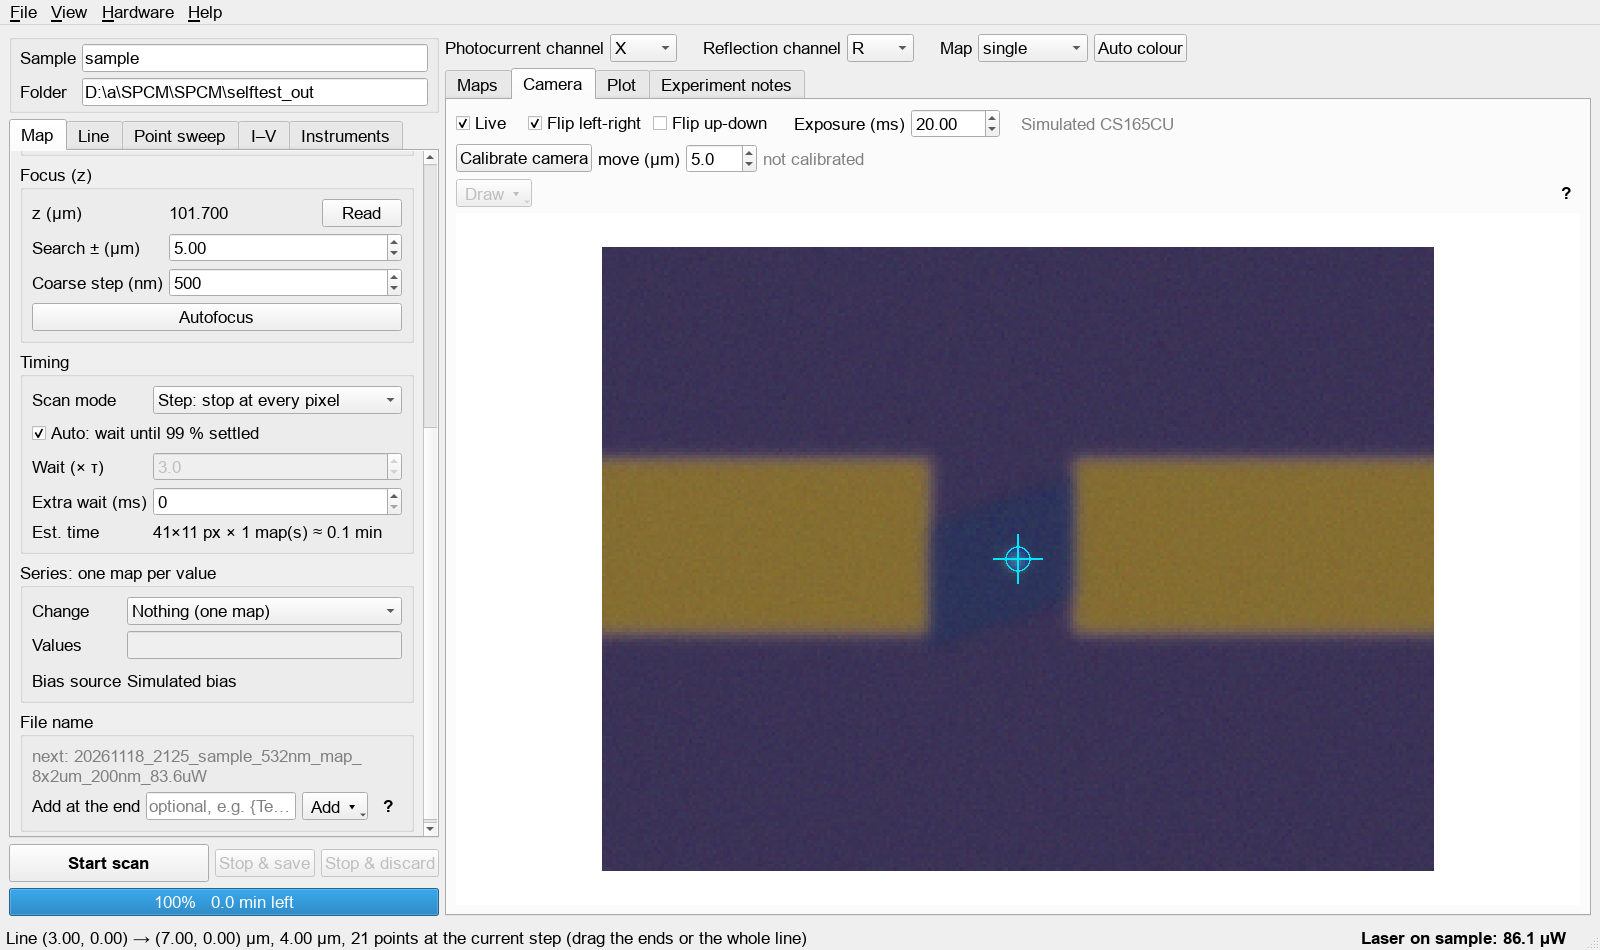 File View Hardware Help
Sample sample
Folder D:\a\SPCM\SPCM\selftest_out
Photocurrent channel X Reflection channel R Map single Auto colour
Map Line Point sweep I–V Instruments
Maps Camera Plot Experiment notes
Live Flip left-right Flip up-down Exposure (ms) 20.00 Simulated CS165CU
Calibrate camera move (µm) 5.0 not calibrated
Draw ?
Focus (z)
z (µm) 101.700 Read
Search ± (µm) 5.00
Coarse step (nm) 500
Autofocus
Timing
Scan mode Step: stop at every pixel
Auto: wait until 99 % settled
Wait (× τ) 3.0
Extra wait (ms) 0
Est. time 41×11 px × 1 map(s) ≈ 0.1 min
Series: one map per value
Change Nothing (one map)
Values
Bias source Simulated bias
File name
next: 20261118_2125_sample_532nm_map_
8x2um_200nm_83.6uW
Add at the end optional, e.g. {Te... Add ?
Start scan Stop & save Stop & discard
100% 0.0 min left
Line (3.00, 0.00) → (7.00, 0.00) µm, 4.00 µm, 21 points at the current step (drag the ends or the whole line)
Laser on sample: 86.1 µW